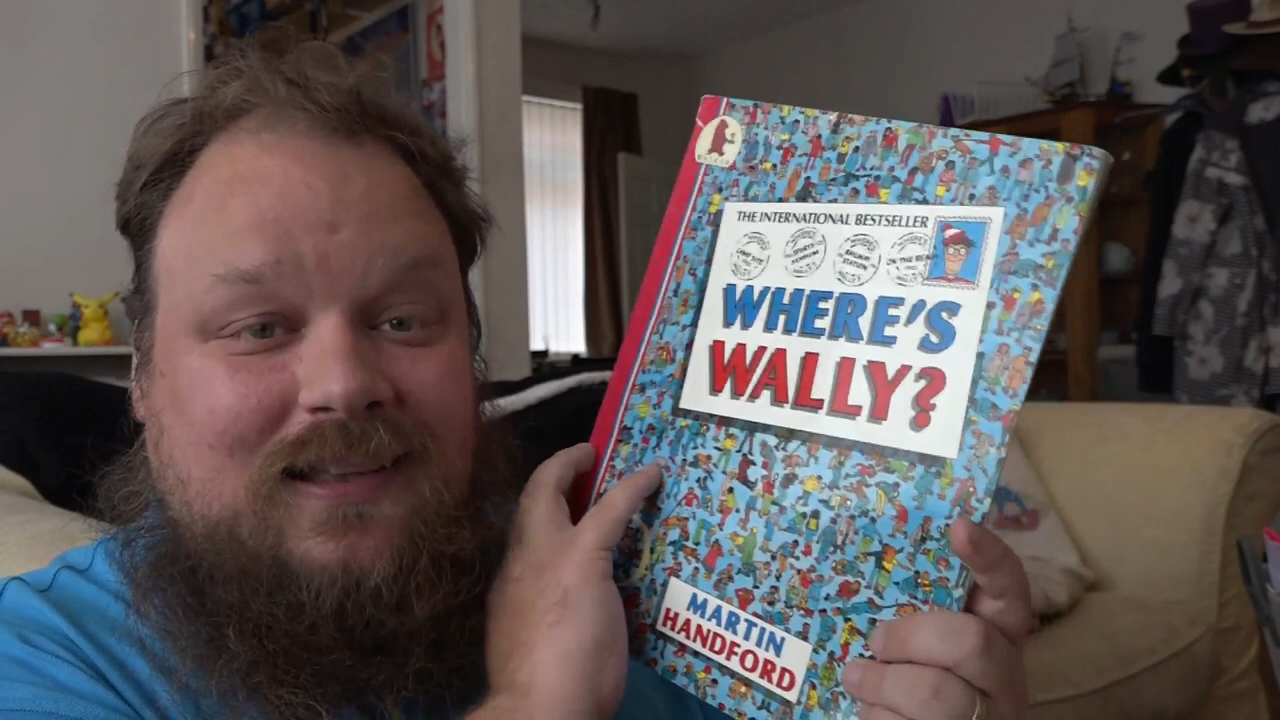 THE INTERNATIONAL BESTSELLER
WHERE'S
WALLY?
MARTIN
HANDFORD